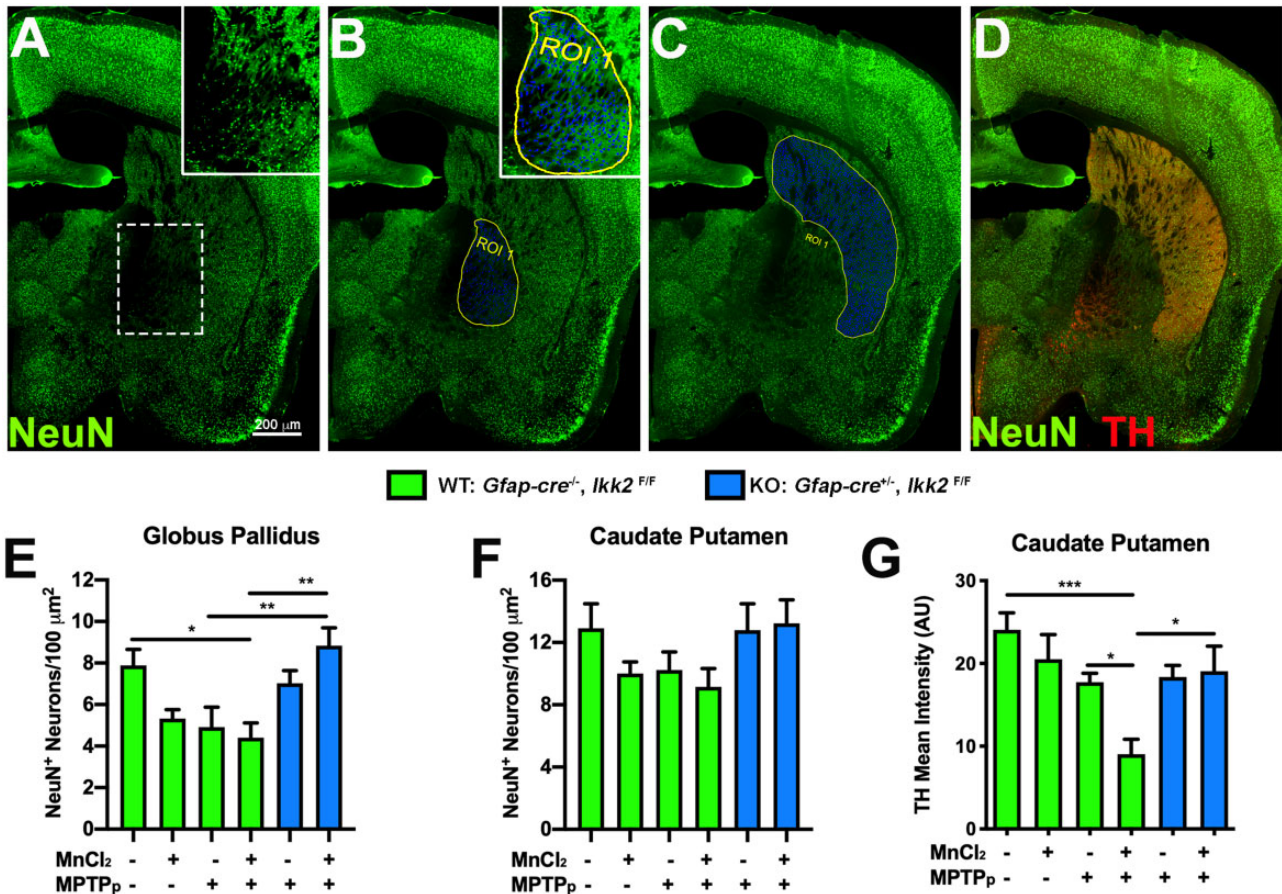 A
B
C
D
ROI 1
ROI 1
ROI 1
NeuN
200 μm
NeuN TH
WT: Gfap-cre-/-, Ikk2 F/F
KO: Gfap-cre+/-, Ikk2 F/F
E
Globus Pallidus
NeuN+ Neurons/100 μm2
12
10
8
6
4
2
0
*
**
**
MnCl2 - + - + - +
MPTPp - - + + + +
F
Caudate Putamen
NeuN+ Neurons/100 μm2
16
12
8
4
0
MnCl2 - + - + - +
MPTPp - - + + + +
G
Caudate Putamen
TH Mean Intensity (AU)
30
20
10
0
***
*
*
MnCl2 - + - + - +
MPTPp - - + + + +